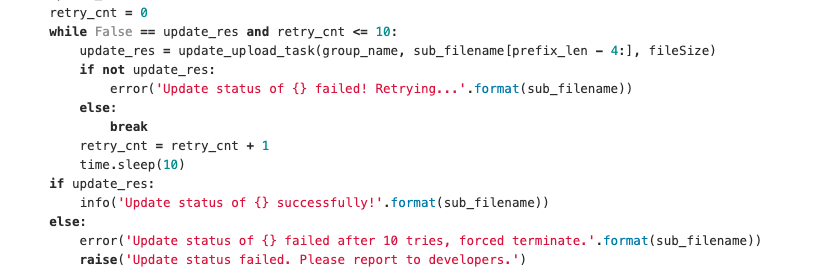 retry_cnt = 0
while False == update_res and retry_cnt <= 10:
    update_res = update_upload_task(group_name, sub_filename[prefix_len - 4:], fileSize)
    if not update_res:
        error('Update status of {} failed! Retrying...'.format(sub_filename))
    else:
        break
    retry_cnt = retry_cnt + 1
    time.sleep(10)
if update_res:
    info('Update status of {} successfully!'.format(sub_filename))
else:
    error('Update status of {} failed after 10 tries, forced terminate.'.format(sub_filename))
    raise('Update status failed. Please report to developers.')